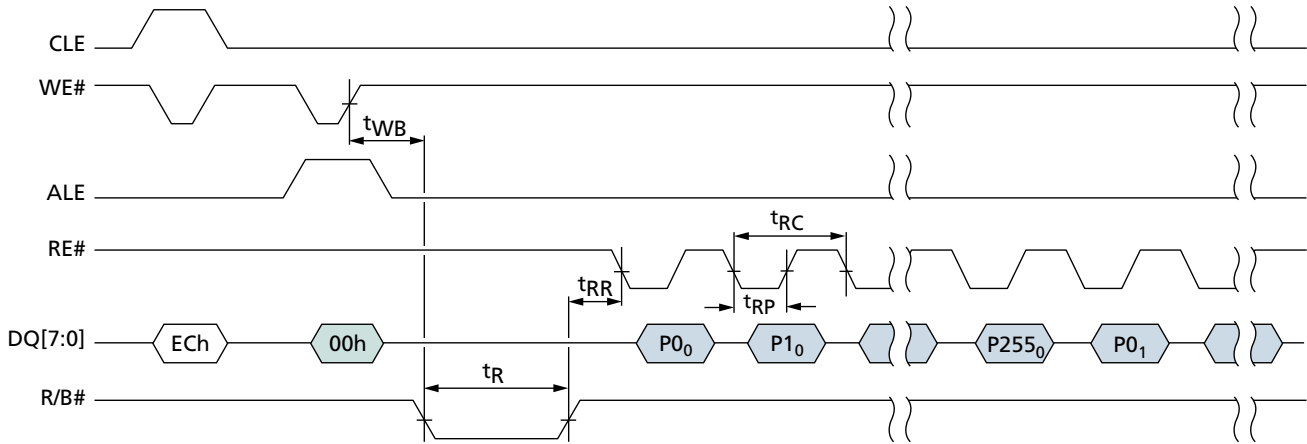 CLE
WE#
tWB
ALE
tRC
RE#
tRR
tRP
DQ[7:0]
ECh
00h
P0₀
P1₀
P255₀
P0₁
tR
R/B#